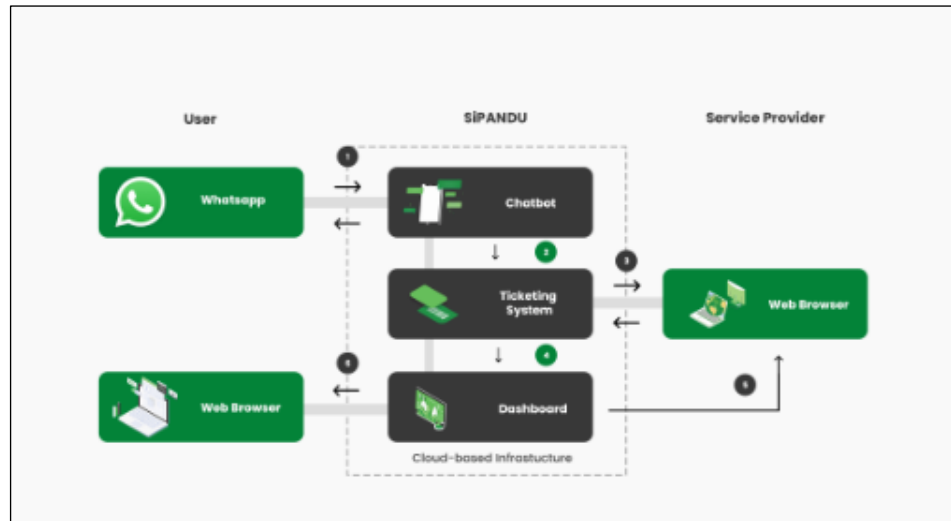 User
SiPANDU
Service Provider
1
Whatsapp
Chatbot
2
3
Ticketing
System
Web Browser
4
5
Web Browser
Dashboard
5
Cloud-based Infrastucture